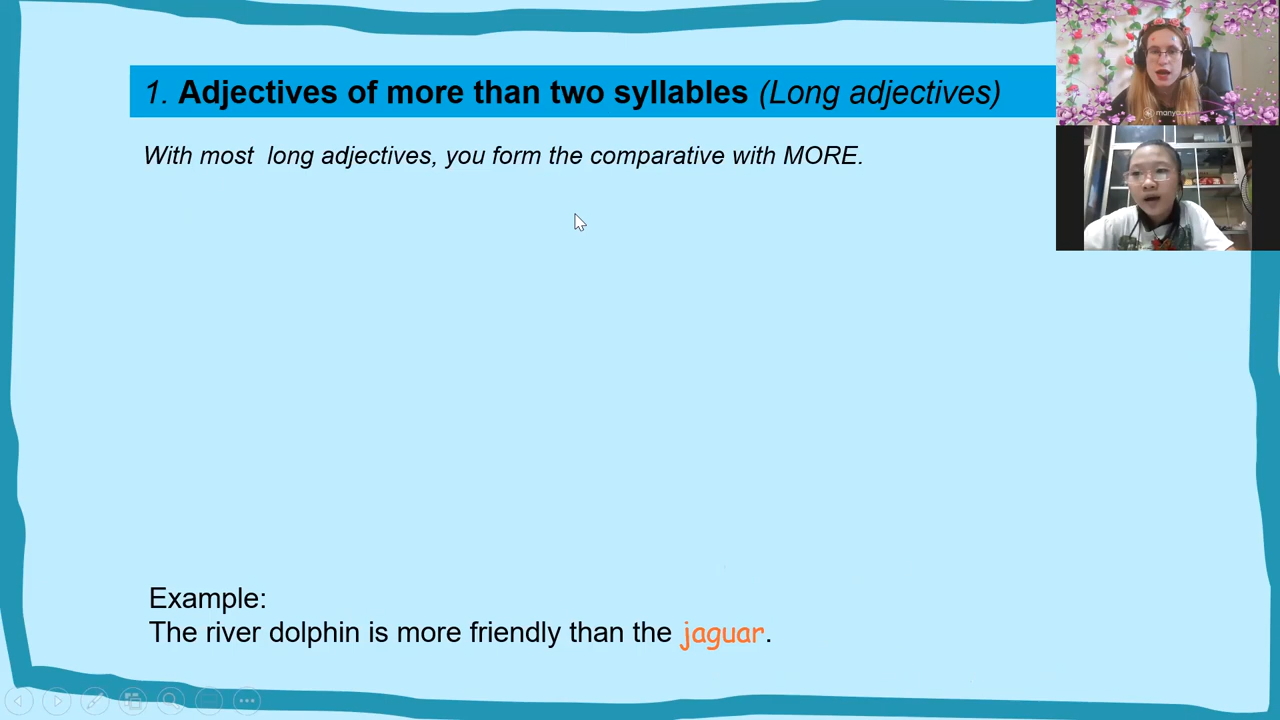 1. Adjectives of more than two syllables (Long adjectives)
With most long adjectives, you form the comparative with MORE.
Example:
The river dolphin is more friendly than the jaguar.